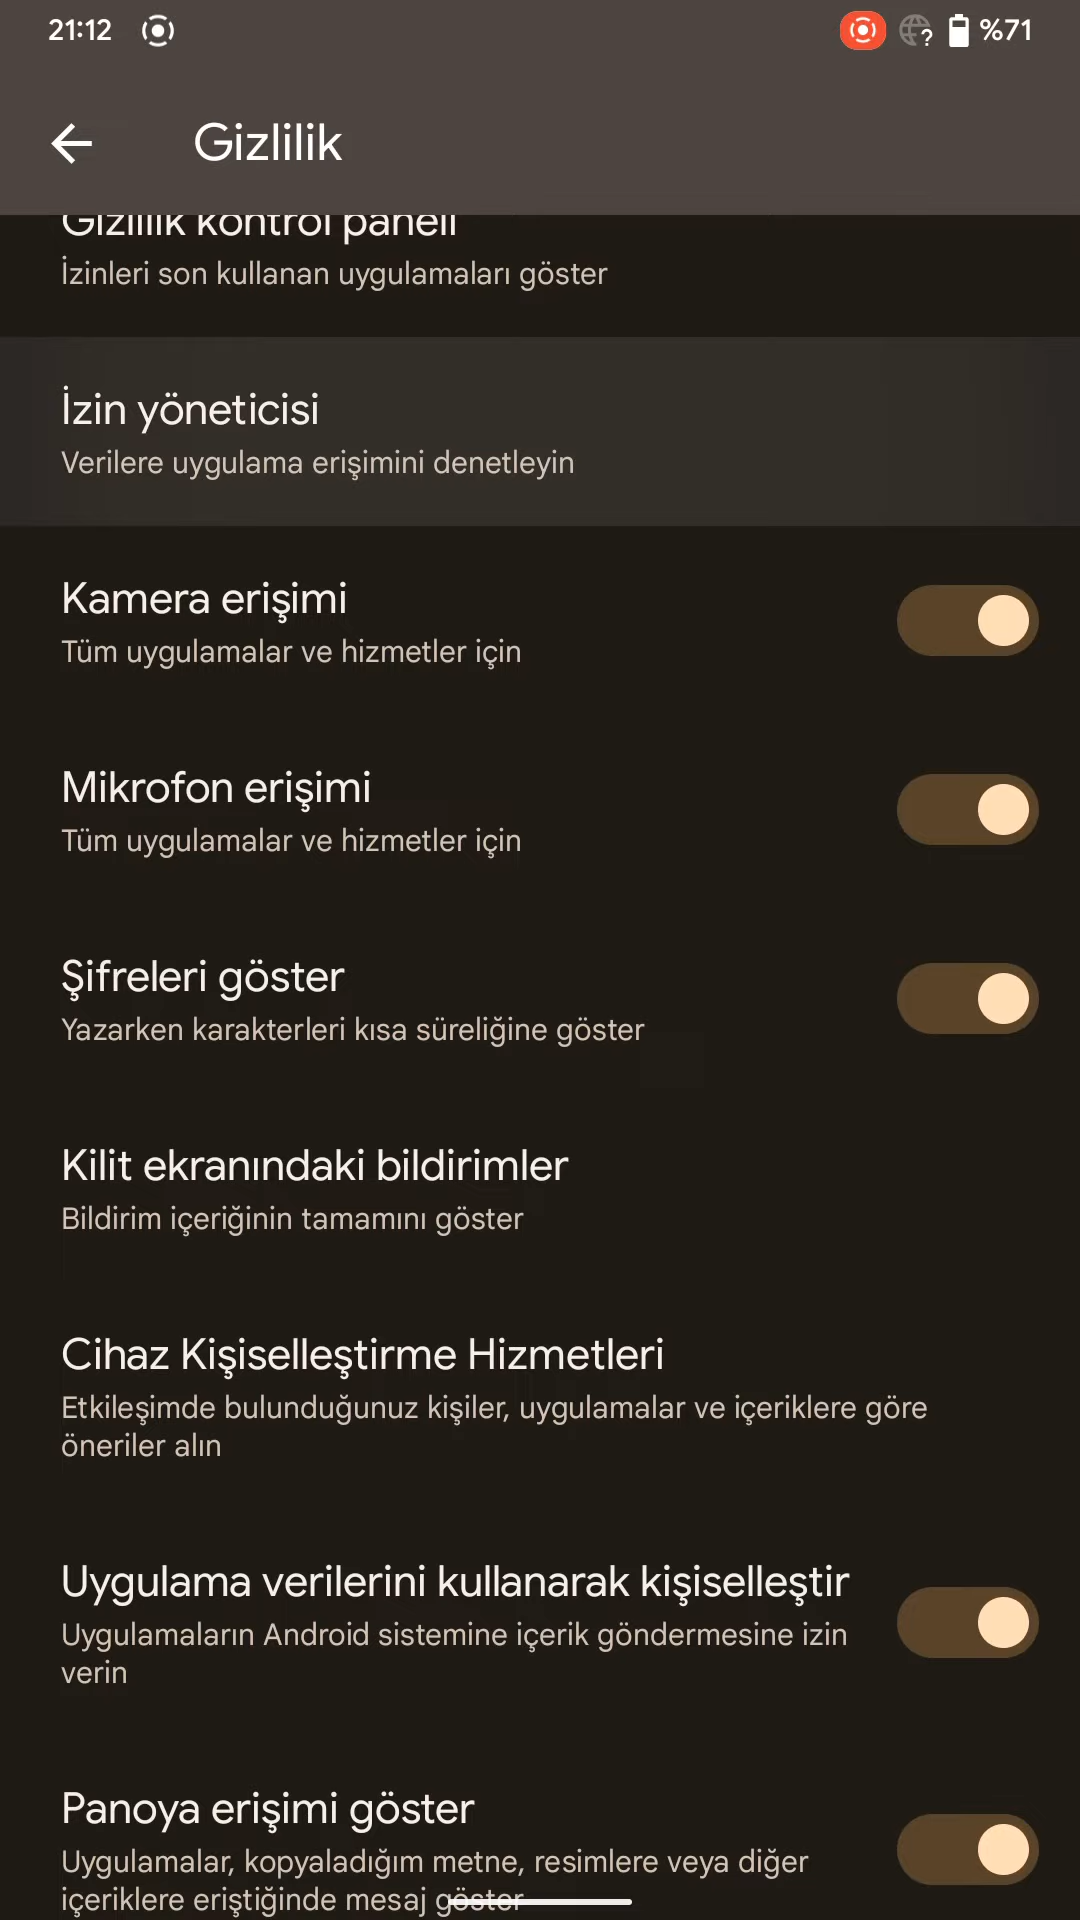 21:12
%71
Gizlilik
Gizlilik kontrol paneli
İzinleri son kullanan uygulamaları göster
İzin yöneticisi
Verilere uygulama erişimini denetleyin
Kamera erişimi
Tüm uygulamalar ve hizmetler için
Mikrofon erişimi
Tüm uygulamalar ve hizmetler için
Şifreleri göster
Yazarken karakterleri kısa süreliğine göster
Kilit ekranındaki bildirimler
Bildirim içeriğinin tamamını göster
Cihaz Kişiselleştirme Hizmetleri
Etkileşimde bulunduğunuz kişiler, uygulamalar ve içeriklere göre
öneriler alın
Uygulama verilerini kullanarak kişiselleştir
Uygulamaların Android sistemine içerik göndermesine izin
verin
Panoya erişimi göster
Uygulamalar, kopyaladığım metne, resimlere veya diğer
içeriklere eriştiğinde mesaj göster